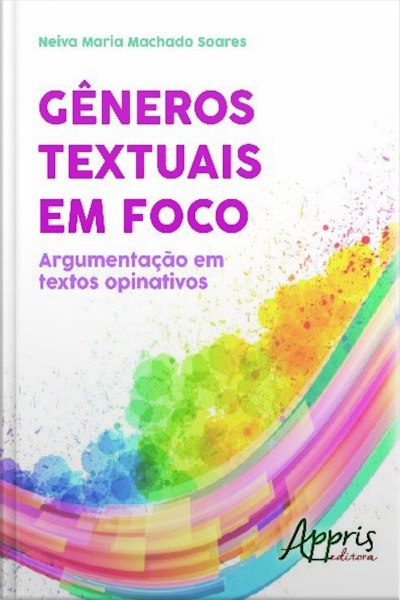 Neiva Maria Machado Soares
GÊNEROS
TEXTUAIS
EM FOCO
Argumentação em
textos opinativos
Appris
editora